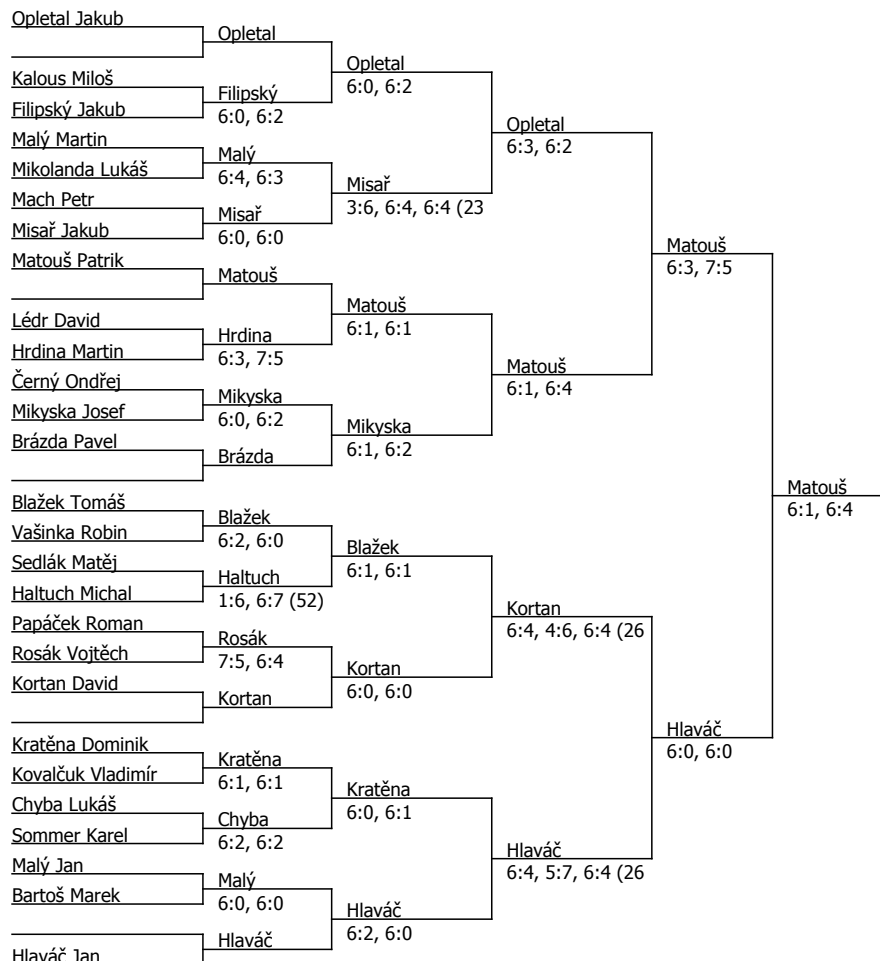 Opletal Jakub
Kalous Miloš
Filipský Jakub
Malý Martin
Mikolanda Lukáš
Mach Petr
Misař Jakub
Matouš Patrik
Lédr David
Hrdina Martin
Černý Ondřej
Mikyska Josef
Brázda Pavel
Blažek Tomáš
Vašinka Robin
Sedlák Matěj
Haltuch Michal
Papáček Roman
Rosák Vojtěch
Kortan David
Kratěna Dominik
Kovalčuk Vladimír
Chyba Lukáš
Sommer Karel
Malý Jan
Bartoš Marek
Hlaváč Jan
Opletal
Filipský
6:0, 6:2
Malý
6:4, 6:3
Misař
6:0, 6:0
Matouš
Hrdina
6:3, 7:5
Mikyska
6:0, 6:2
Brázda
Blažek
6:2, 6:0
Haltuch
1:6, 6:7 (52)
Rosák
7:5, 6:4
Kortan
Kratěna
6:1, 6:1
Chyba
6:2, 6:2
Malý
6:0, 6:0
Hlaváč
Opletal
6:0, 6:2
Misař
3:6, 6:4, 6:4 (23
Matouš
6:1, 6:1
Mikyska
6:1, 6:2
Blažek
6:1, 6:1
Kortan
6:0, 6:0
Kratěna
6:0, 6:1
Hlaváč
6:2, 6:0
Opletal
6:3, 6:2
Matouš
6:1, 6:4
Kortan
6:4, 4:6, 6:4 (26
Hlaváč
6:4, 5:7, 6:4 (26
Matouš
6:3, 7:5
Hlaváč
6:0, 6:0
Matouš
6:1, 6:4